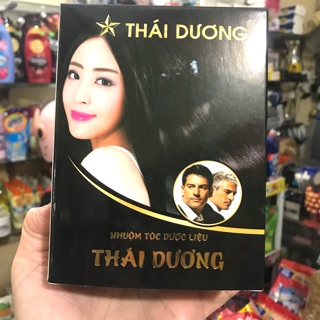 THÁI DƯƠNG
NHUỘM TÓC DƯỢC LIỆU
THÁI DƯƠNG